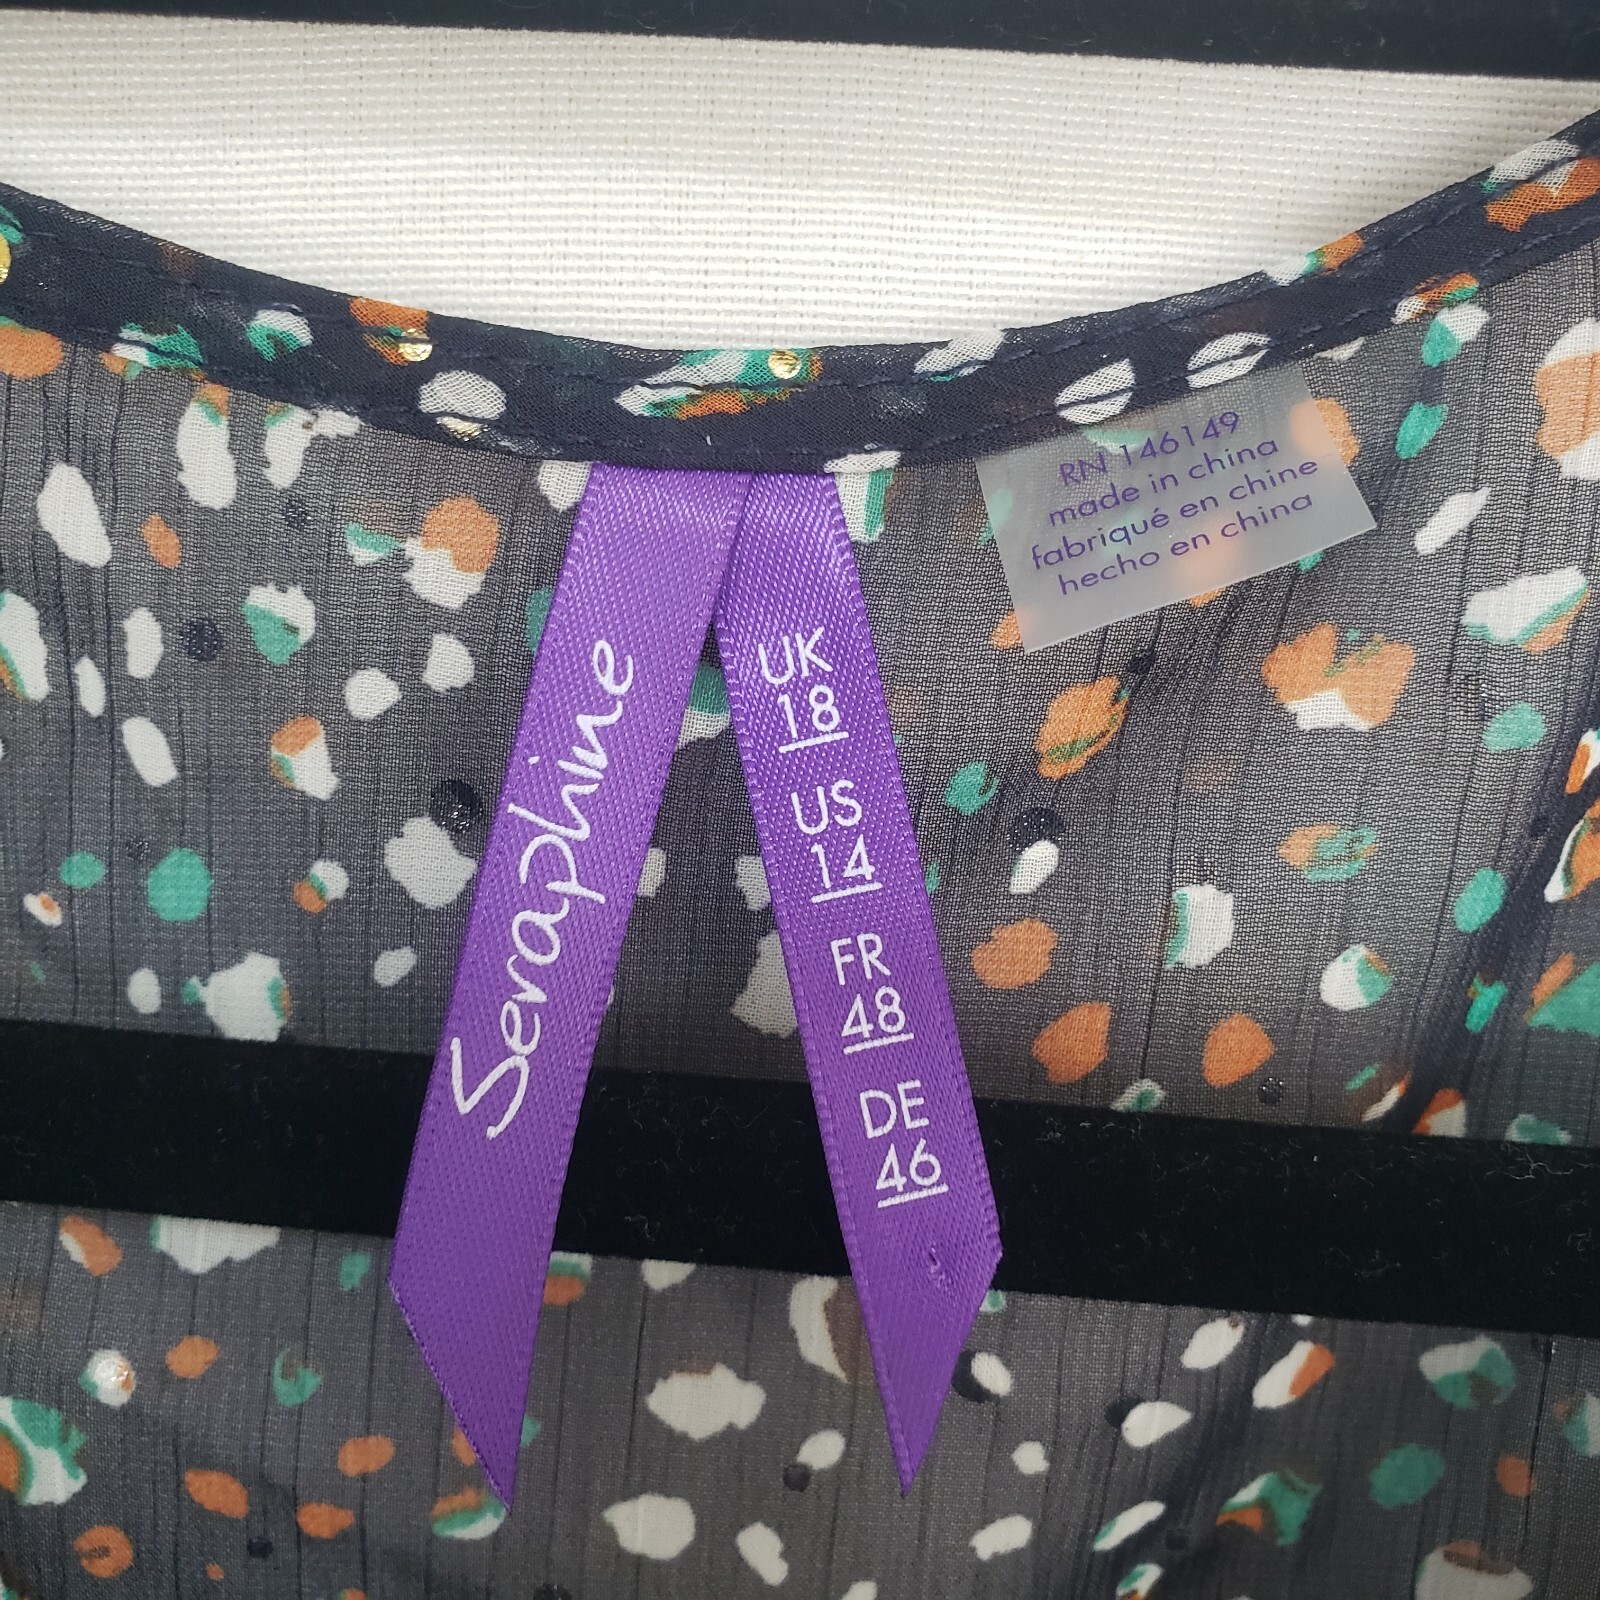 Seraphine
UK
18
US
14
FR
48
DE
46
RN 146149
made in china
fabriqué en chine
hecho en china